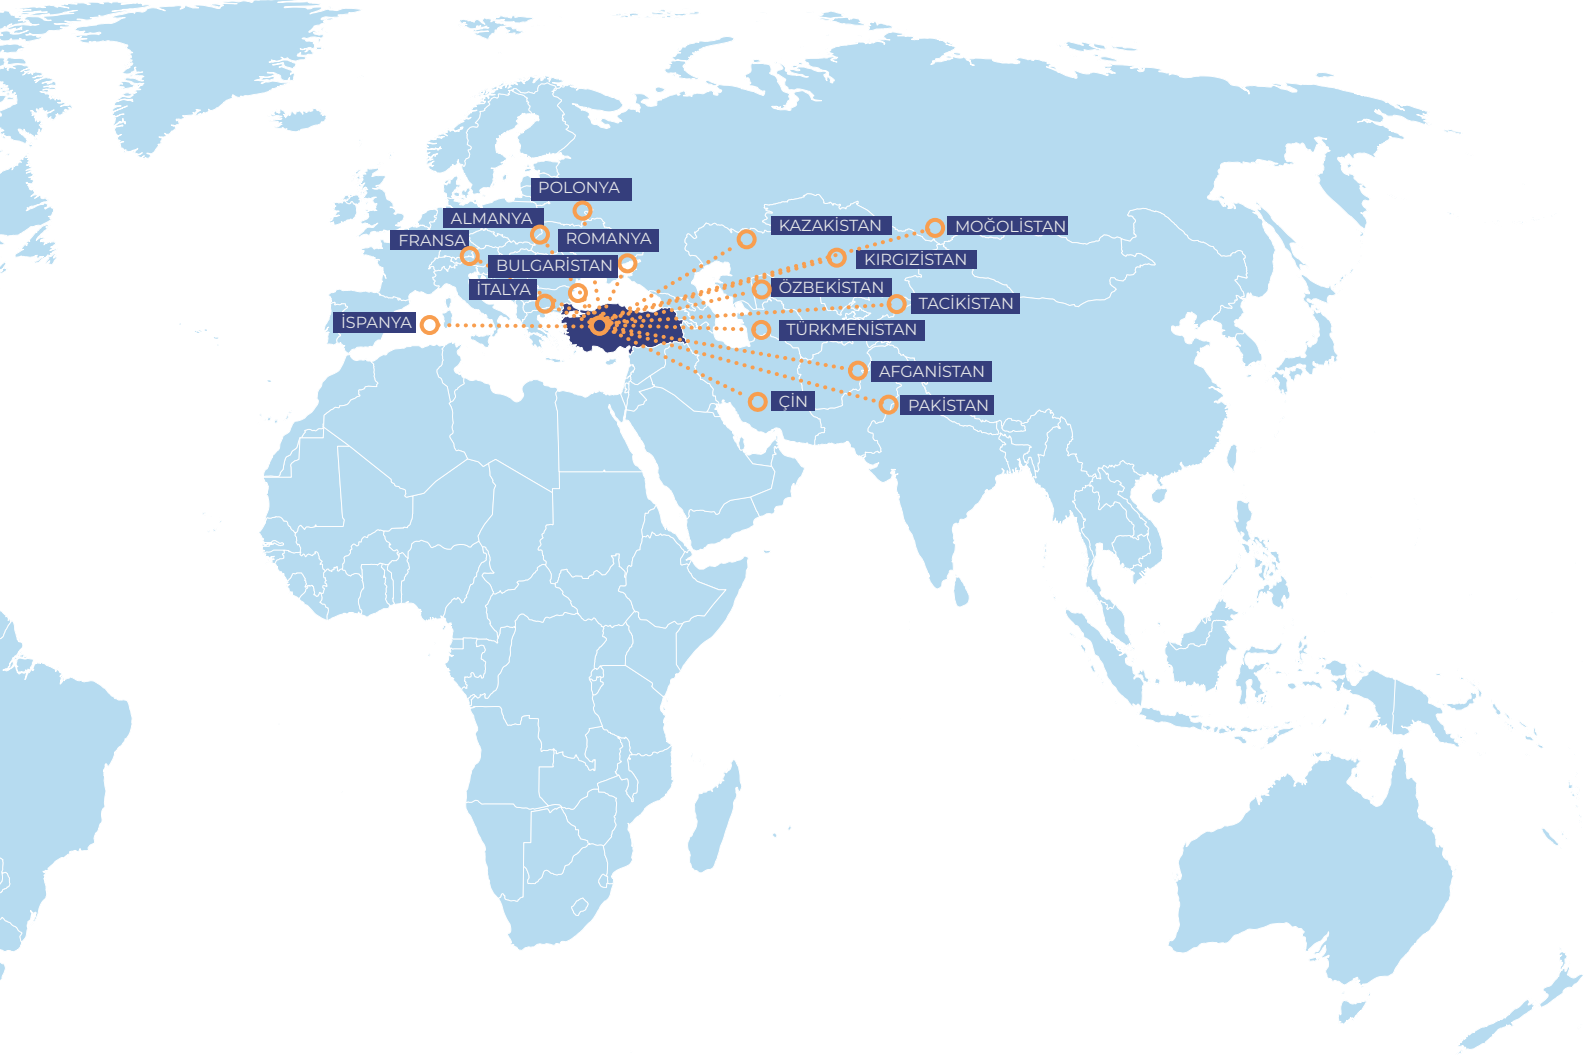 POLONYA
ALMANYA
FRANSA
ROMANYA
BULGARİSTAN
İTALYA
İSPANYA
KAZAKİSTAN
MOĞOLİSTAN
KIRGIZİSTAN
ÖZBEKİSTAN
TACİKİSTAN
TÜRKMENİSTAN
AFGANİSTAN
ÇİN
PAKİSTAN